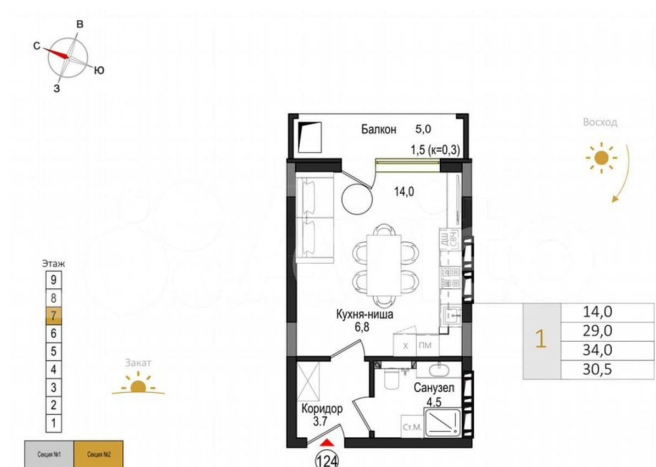 В
С
Ю
З
Балкон 5,0
1,5 (к=0,3)
Восход
14,0
ДШ
СВЧ
Этаж
9
8
7
6
5
4
3
2
1
Кухня-ниша
6,8
Х ПМ
1
14,0
29,0
34,0
30,5
Закат
Коридор
3.7
Санузел
4.5
Ст.М.
124
Секция №1 Секция №2